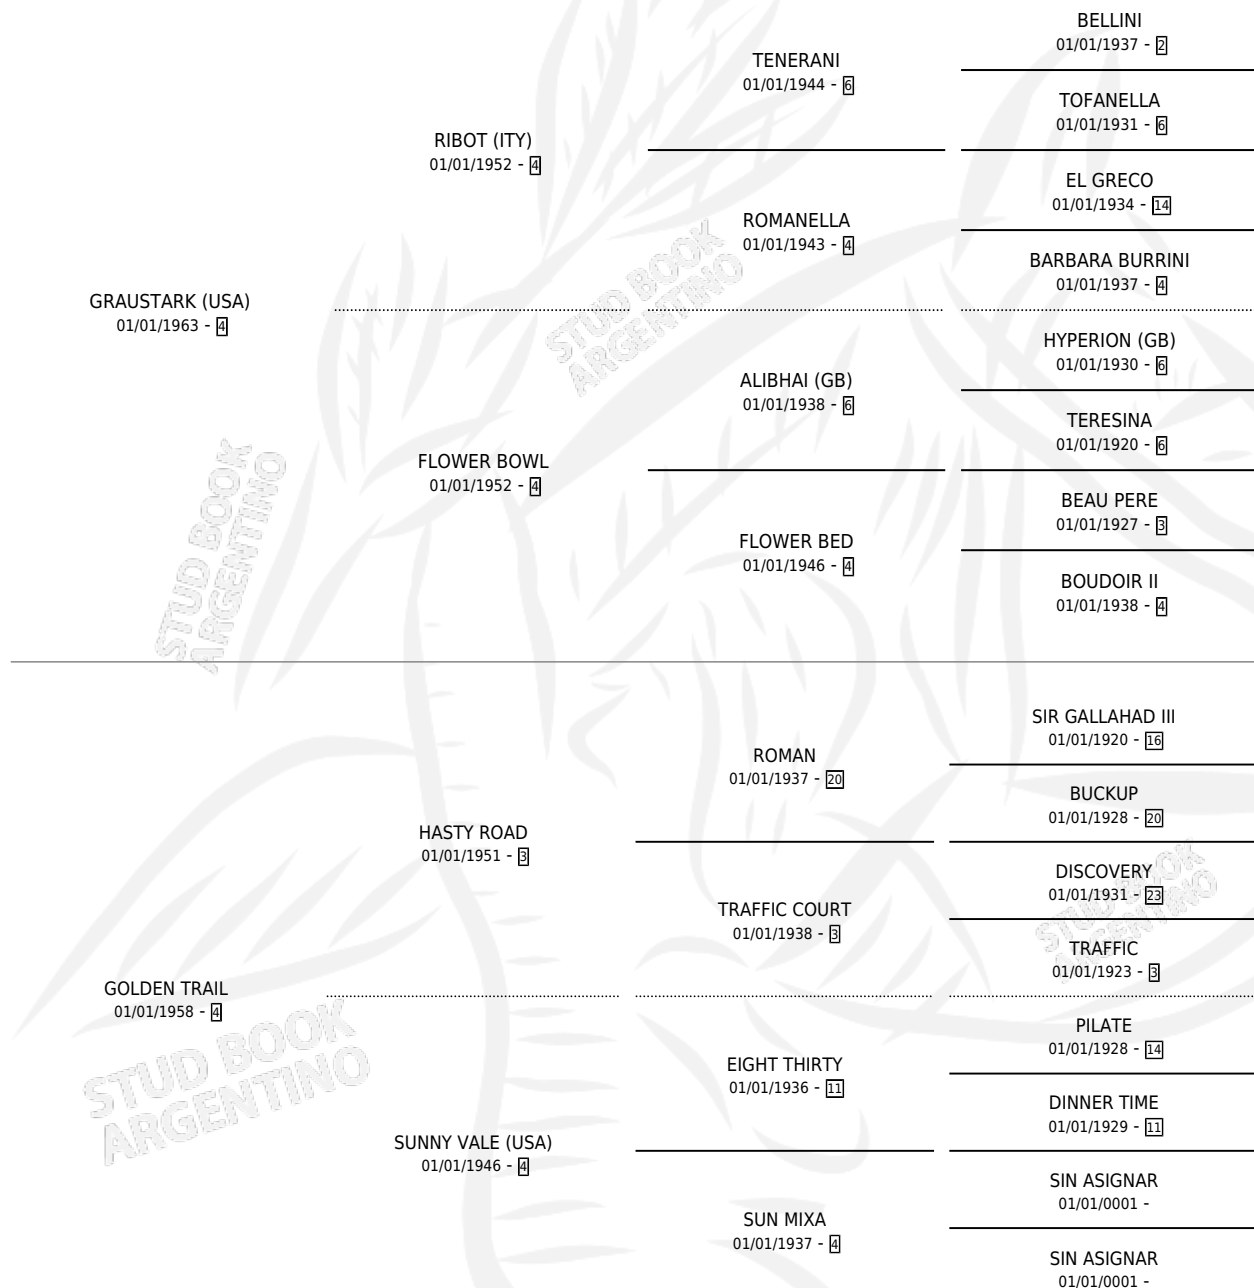 BELLINI
01/01/1937 - 2
TENERANI
01/01/1944 - 6
TOFANELLA
01/01/1931 - 6
RIBOT (ITY)
01/01/1952 - 4
EL GRECO
01/01/1934 - 14
ROMANELLA
01/01/1943 - 4
BARBARA BURRINI
01/01/1937 - 4
GRAUSTARK (USA)
01/01/1963 - 4
STUD BOOK
ARGENTINO
HYPERION (GB)
01/01/1930 - 6
ALIBHAI (GB)
01/01/1938 - 6
TERESINA
01/01/1920 - 6
FLOWER BOWL
01/01/1952 - 4
BEAU PERE
01/01/1927 - 3
FLOWER BED
01/01/1946 - 4
BOUDOIR II
01/01/1938 - 4
STUD BOOK
ARGENTINO
SIR GALLAHAD III
01/01/1920 - 16
ROMAN
01/01/1937 - 20
BUCKUP
01/01/1928 - 20
HASTY ROAD
01/01/1951 - 3
DISCOVERY
01/01/1931 - 23
TRAFFIC COURT
01/01/1938 - 3
TRAFFIC
01/01/1923 - 3
STUD BOOK
ARGENTINO
GOLDEN TRAIL
01/01/1958 - 4
PILATE
01/01/1928 - 14
EIGHT THIRTY
01/01/1936 - 11
DINNER TIME
01/01/1929 - 11
STUD BOOK
ARGENTINO
SUNNY VALE (USA)
01/01/1946 - 4
SIN ASIGNAR
01/01/0001 -
SUN MIXA
01/01/1937 - 4
SIN ASIGNAR
01/01/0001 -